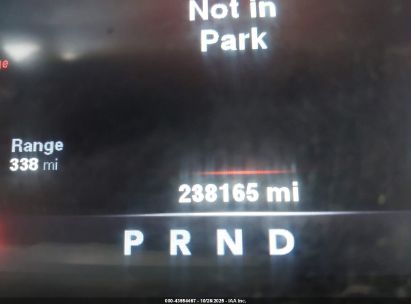 Not in
Park
Range
338 mi
238165 mi
P R N D